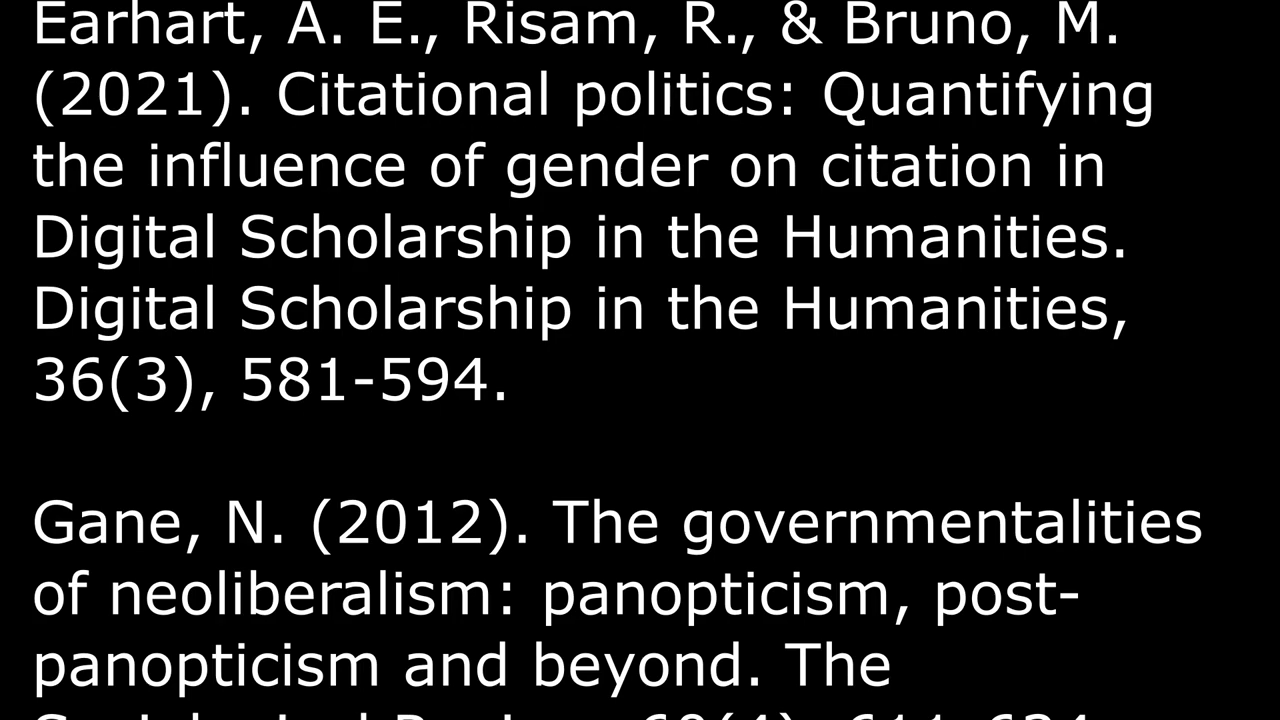 Earhart, A. E., Risam, R., & Bruno, M.
(2021). Citational politics: Quantifying
the influence of gender on citation in
Digital Scholarship in the Humanities.
Digital Scholarship in the Humanities,
36(3), 581-594.
Gane, N. (2012). The governmentalities
of neoliberalism: panopticism, post-
panopticism and beyond. The